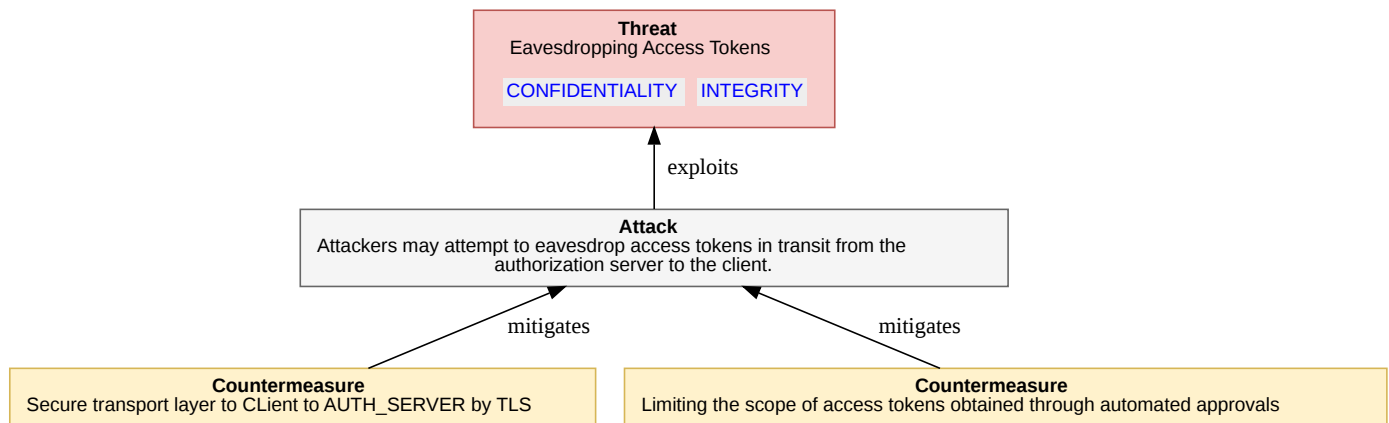 Threat
Eavesdropping Access Tokens
CONFIDENTIALITY INTEGRITY
exploits
Attack
Attackers may attempt to eavesdrop access tokens in transit from the
authorization server to the client.
mitigates
mitigates
Countermeasure
Secure transport layer to CLient to AUTH_SERVER by TLS
Countermeasure
Limiting the scope of access tokens obtained through automated approvals